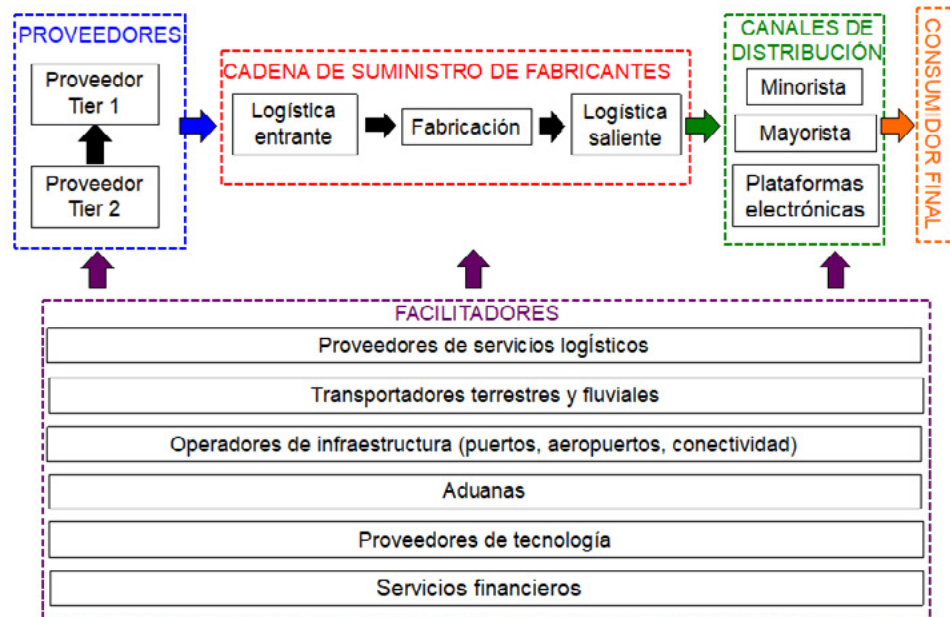 PROVEEDORES
Proveedor
Tier 1
Proveedor
Tier 2
CADENA DE SUMINISTRO DE FABRICANTES
Logística
entrante
Fabricación
Logística
saliente
CANALES DE
DISTRIBUCIÓN
Minorista
Mayorista
Plataformas
electrónicas
CONSUMIDOR FINAL
FACILITADORES
Proveedores de servicios logÍsticos
Transportadores terrestres y fluviales
Operadores de infraestructura (puertos, aeropuertos, conectividad)
Aduanas
Proveedores de tecnología
Servicios financieros